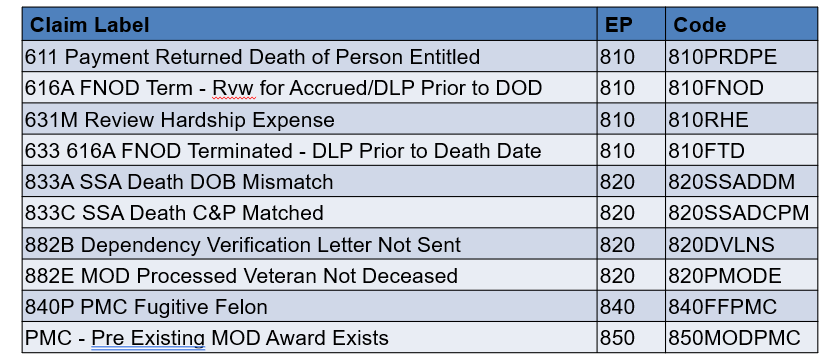 Claim Label EP Code
611 Payment Returned Death of Person Entitled 810 810PRDPE
616A FNOD Term - Rvw for Accrued/DLP Prior to DOD 810 810FNOD
631M Review Hardship Expense 810 810RHE
633 616A FNOD Terminated - DLP Prior to Death Date 810 810FTD
833A SSA Death DOB Mismatch 820 820SSADDM
833C SSA Death C&P Matched 820 820SSADCPM
882B Dependency Verification Letter Not Sent 820 820DVLNS
882E MOD Processed Veteran Not Deceased 820 820PMODE
840P PMC Fugitive Felon 840 840FFPMC
PMC - Pre Existing MOD Award Exists 850 850MODPMC